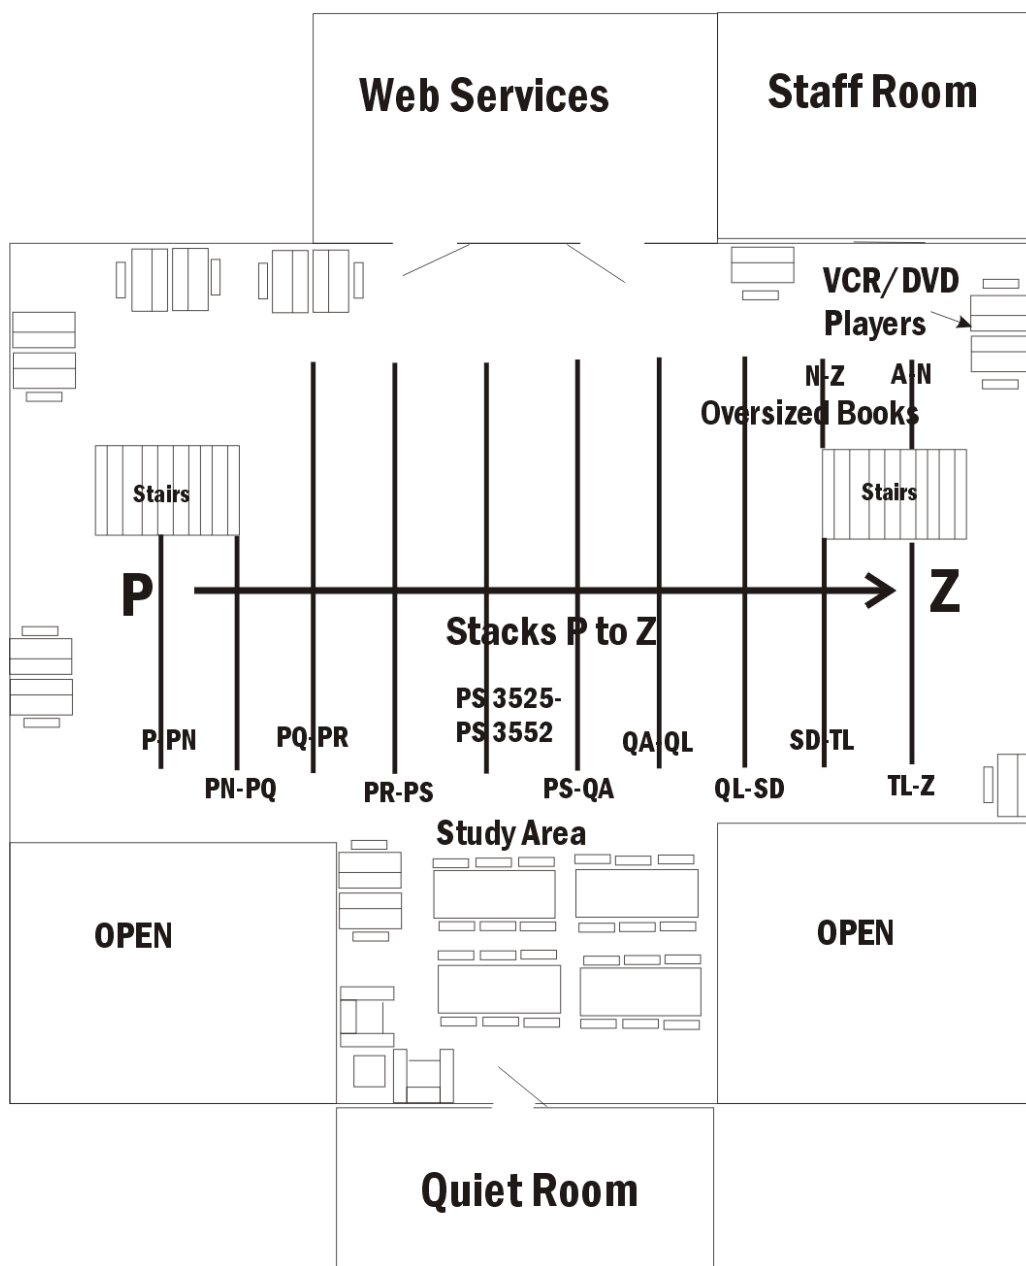 Web Services
Staff Room
VCR/DVD
Players
N-Z
A-N
Oversized Books
Stairs
Stairs
P
Z
Stacks P to Z
PS 3525-
PS 3552
P-PN
PQ-PR
QA-QL
SD-TL
PN-PQ
PR-PS
PS-QA
QL-SD
TL-Z
Study Area
OPEN
OPEN
Quiet Room